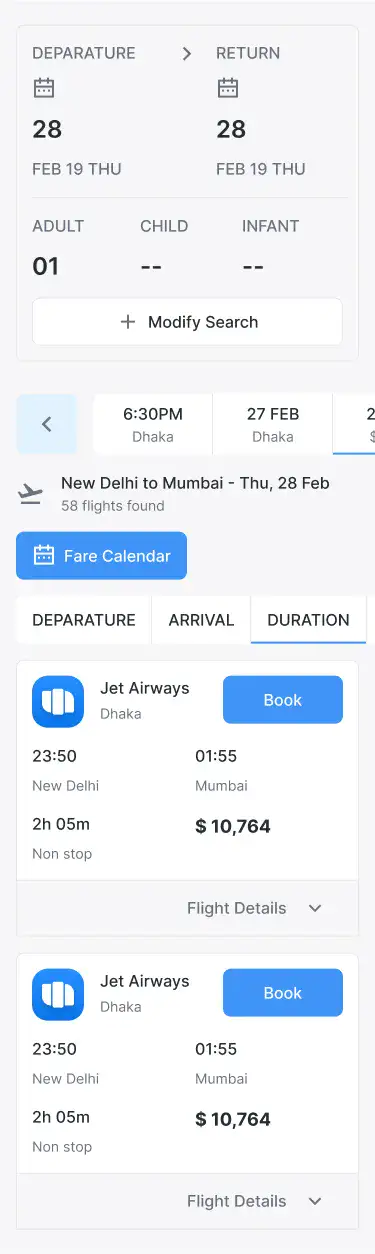 DEPARATURE RETURN
28 28
FEB 19 THU FEB 19 THU
ADULT CHILD INFANT
01 -- --
Modify Search
6:30PM 27 FEB 2
Dhaka Dhaka $
New Delhi to Mumbai - Thu, 28 Feb
58 flights found
Fare Calendar
DEPARATURE ARRIVAL DURATION
Jet Airways Book
Dhaka
23:50 01:55
New Delhi Mumbai
2h 05m $ 10,764
Non stop
Flight Details
Jet Airways Book
Dhaka
23:50 01:55
New Delhi Mumbai
2h 05m $ 10,764
Non stop
Flight Details